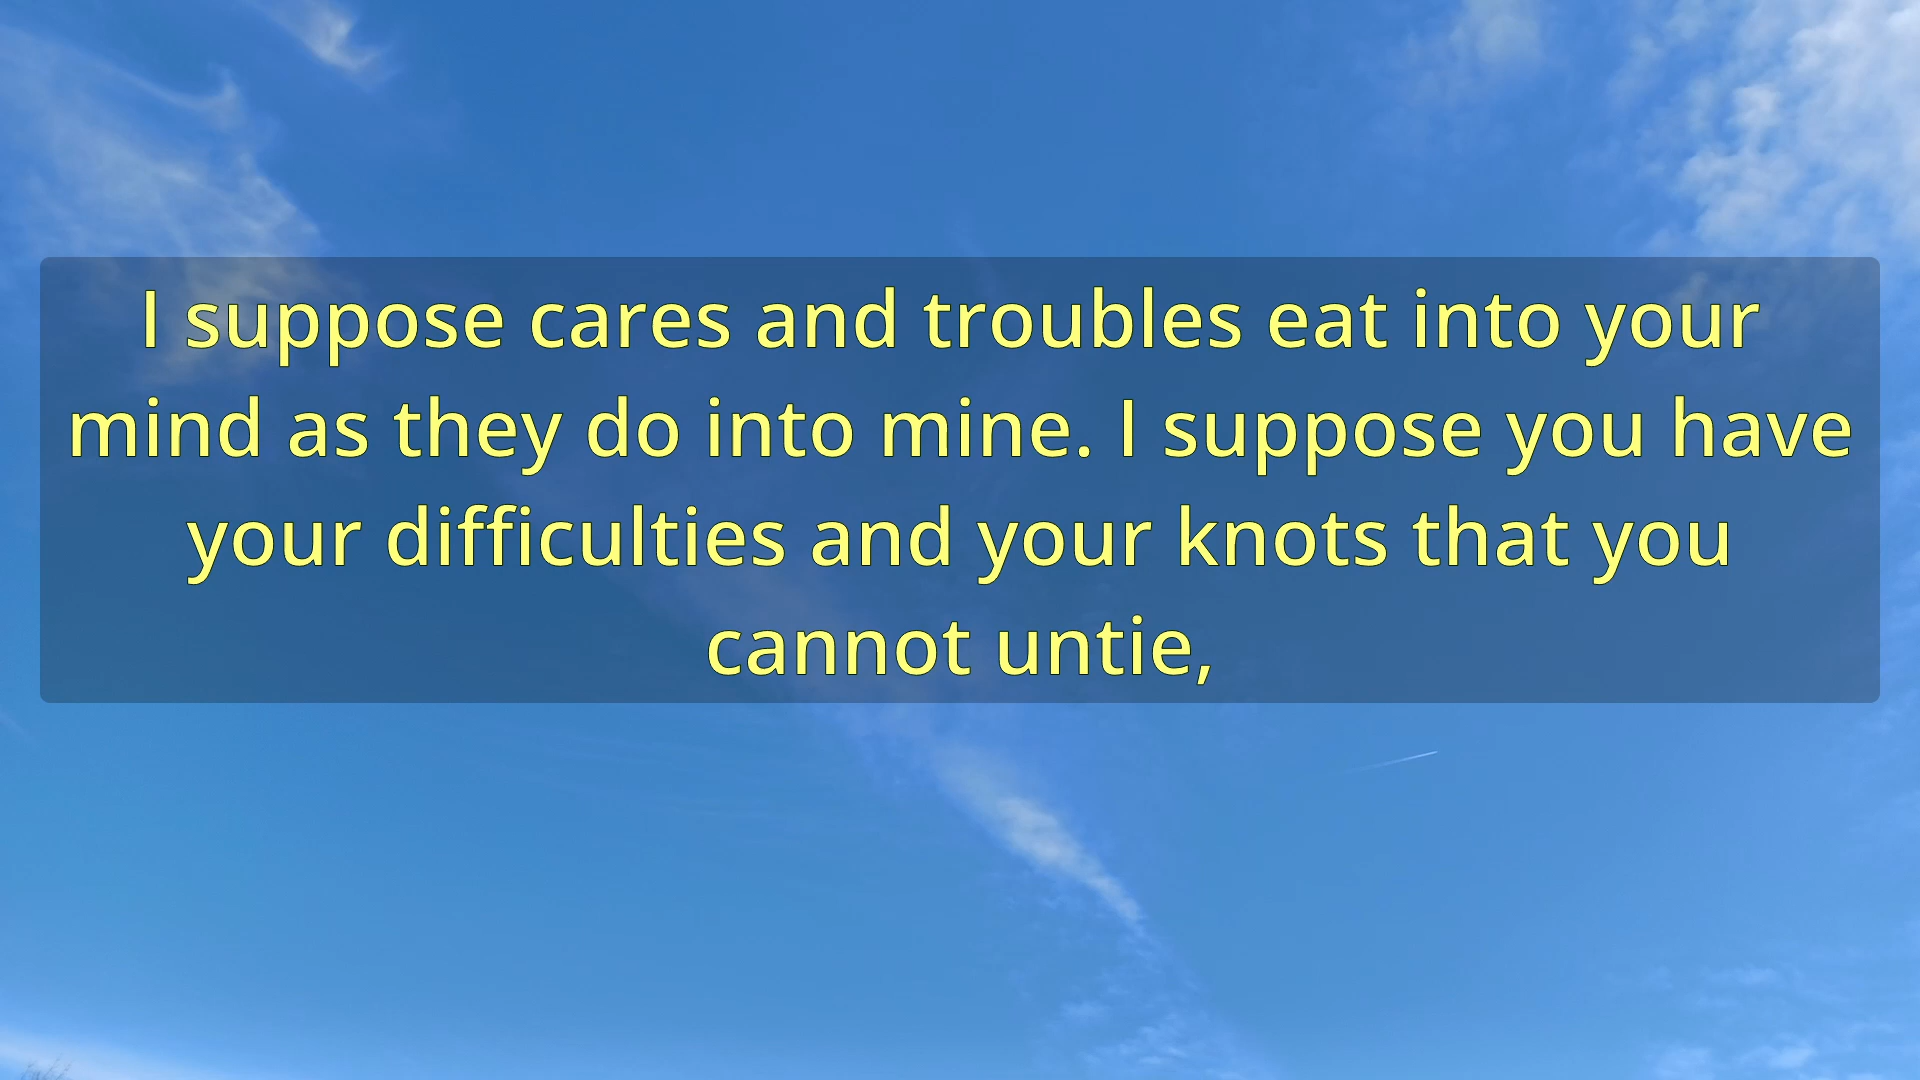 I suppose cares and troubles eat into your
mind as they do into mine. I suppose you have
your difficulties and your knots that you
cannot untie,